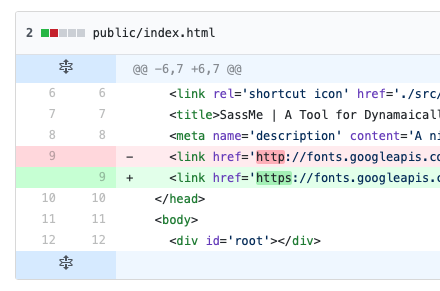 2 public/index.html
@@ -6,7 +6,7 @@
6 6 <link rel='shortcut icon' href='./src/
7 7 <title>SassMe | A Tool for Dynamaicall
8 8 <meta name='description' content='A ni
9 - <link href='http://fonts.googleapis.co
9 + <link href='https://fonts.googleapis.c
10 10 </head>
11 11 <body>
12 12 <div id='root'></div>